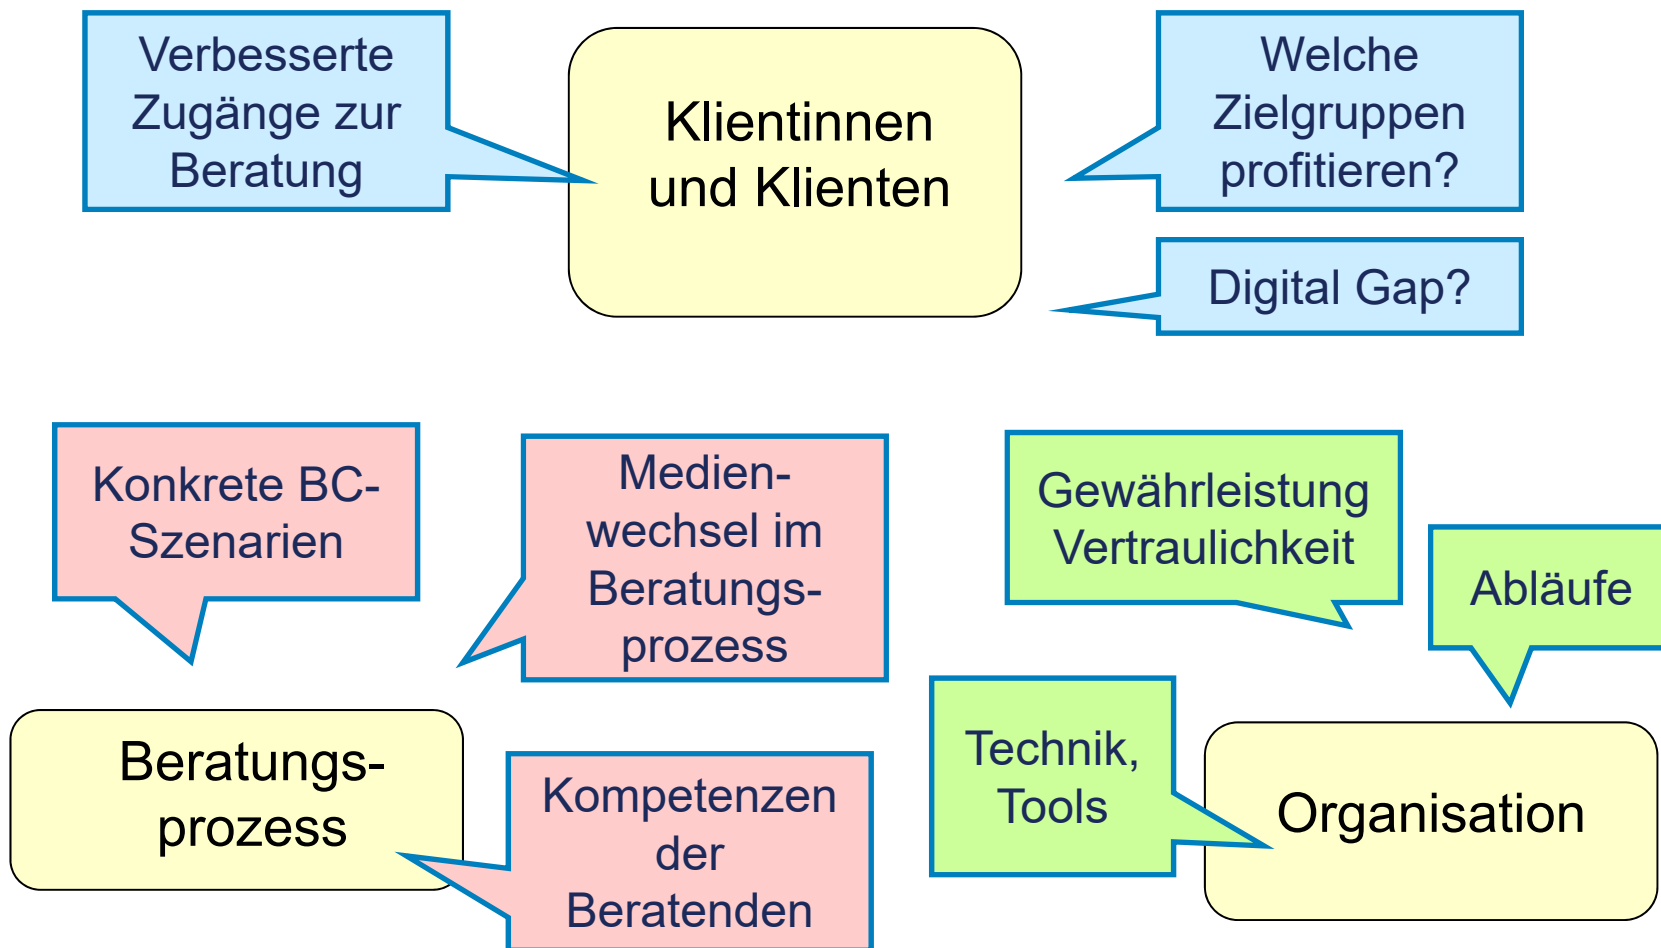 Verbesserte
Zugänge zur
Beratung
Klientinnen
und Klienten
Welche
Zielgruppen
profitieren?
Digital Gap?
Konkrete BC-
Szenarien
Medien-
wechsel im
Beratungs-
prozess
Gewährleistung
Vertraulichkeit
Abläufe
Beratungs-
prozess
Kompetenzen
der
Beratenden
Technik,
Tools
Organisation